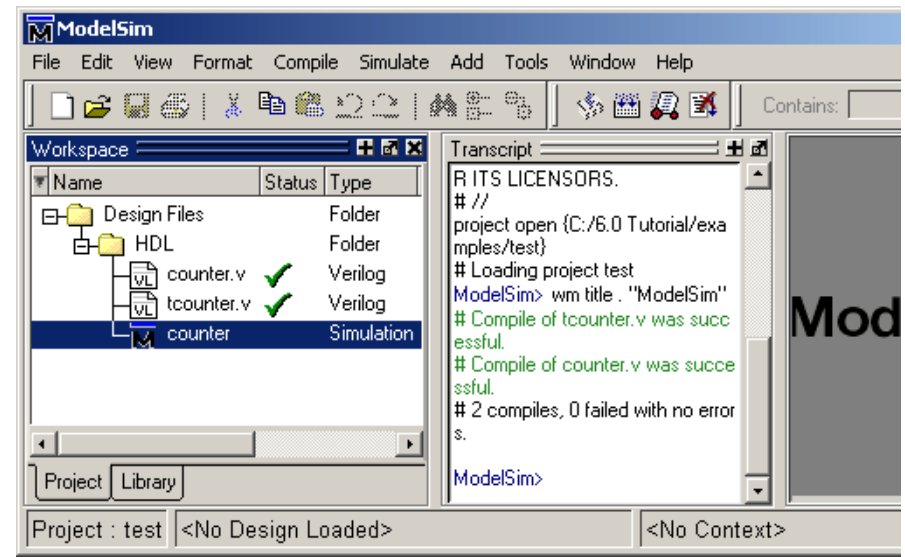 ModelSim
File Edit View Format Compile Simulate Add Tools Window Help
Contains:
Workspace
Name Status Type
Design Files Folder
HDL Folder
counter.v Verilog
tcounter.v Verilog
counter Simulation
Project Library
Transcript
R ITS LICENSORS.
# //
project open {C:/6.0 Tutorial/exa
mples/test}
# Loading project test
ModelSim> wm title . "ModelSim"
# Compile of tcounter.v was succ
essful.
# Compile of counter.v was succe
ssful.
# 2 compiles, 0 failed with no error
s.
ModelSim>
Mod
Project : test <No Design Loaded> <No Context>